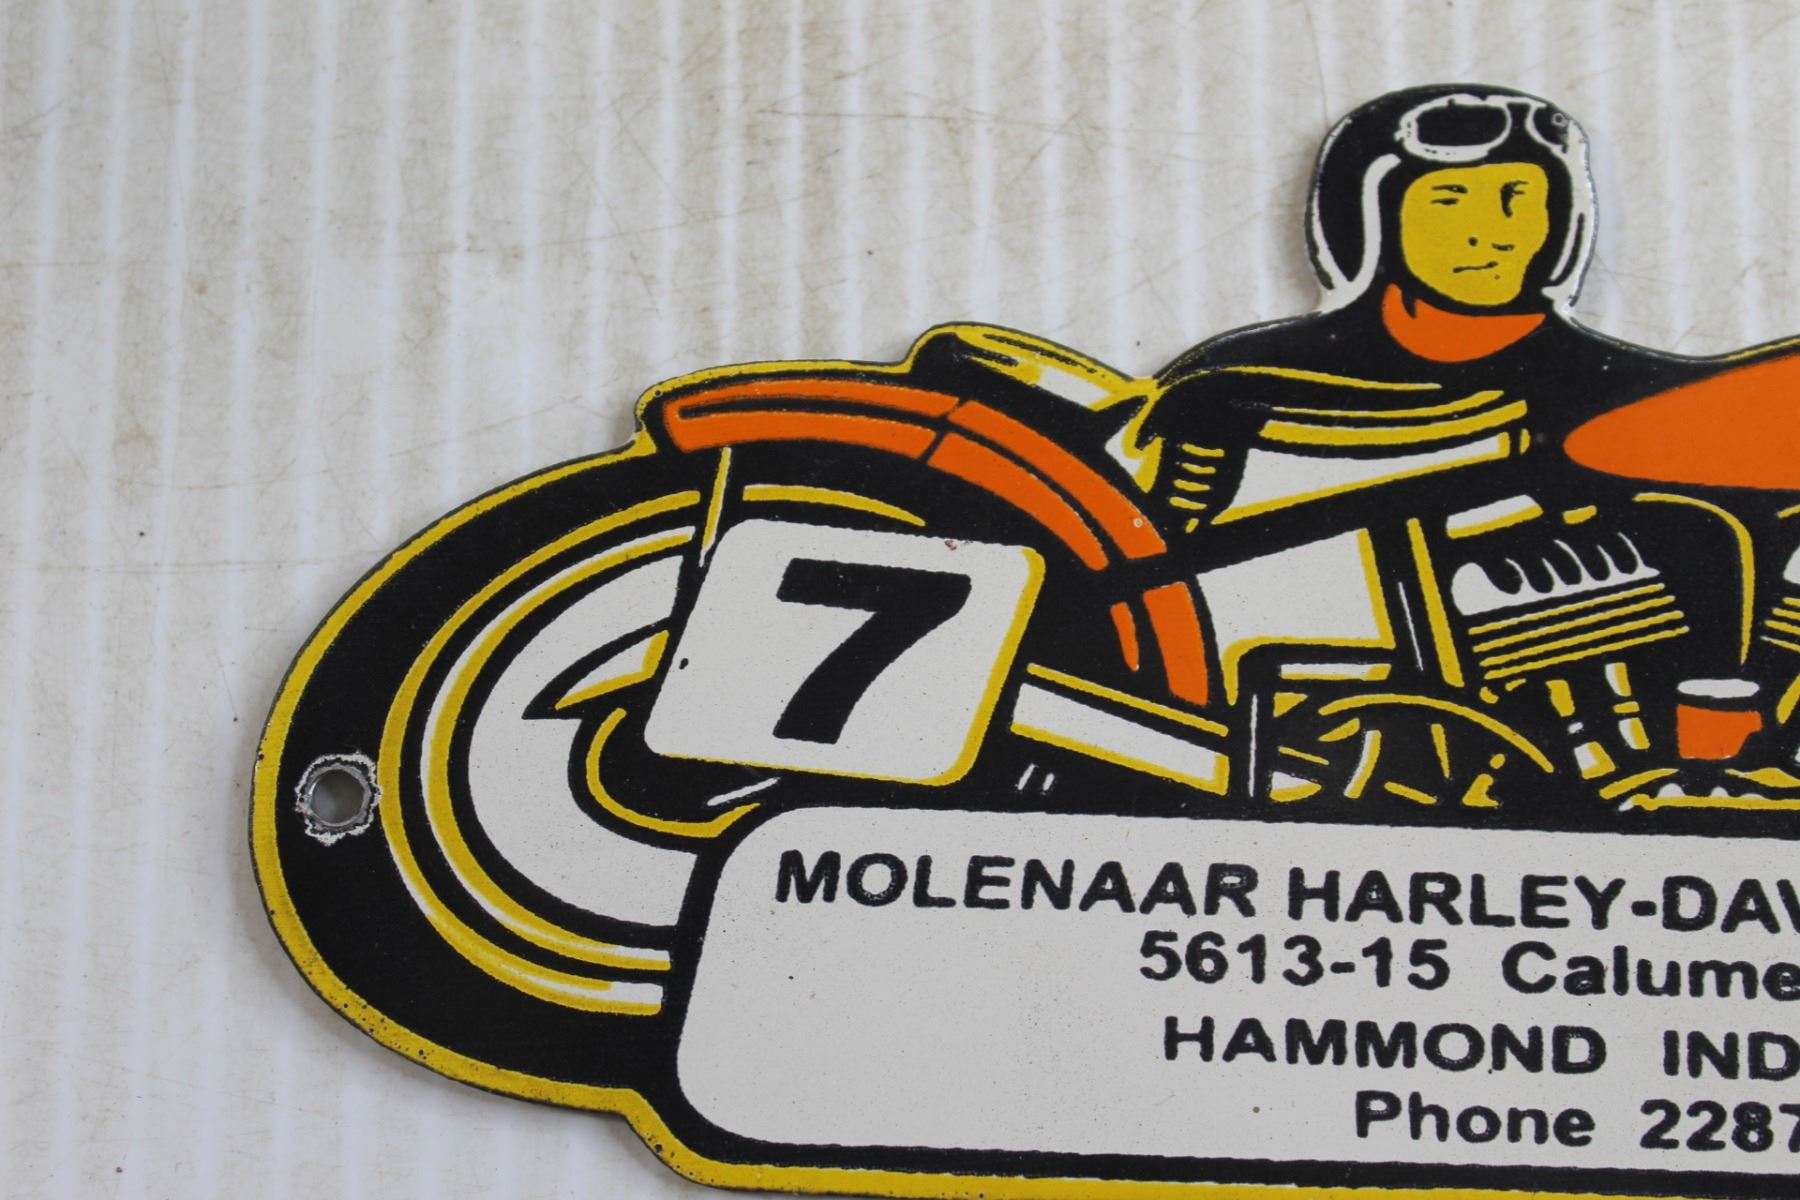 7
MOLENAAR HARLEY-DAV
5613-15 Calume
HAMMOND IND
Phone 2287